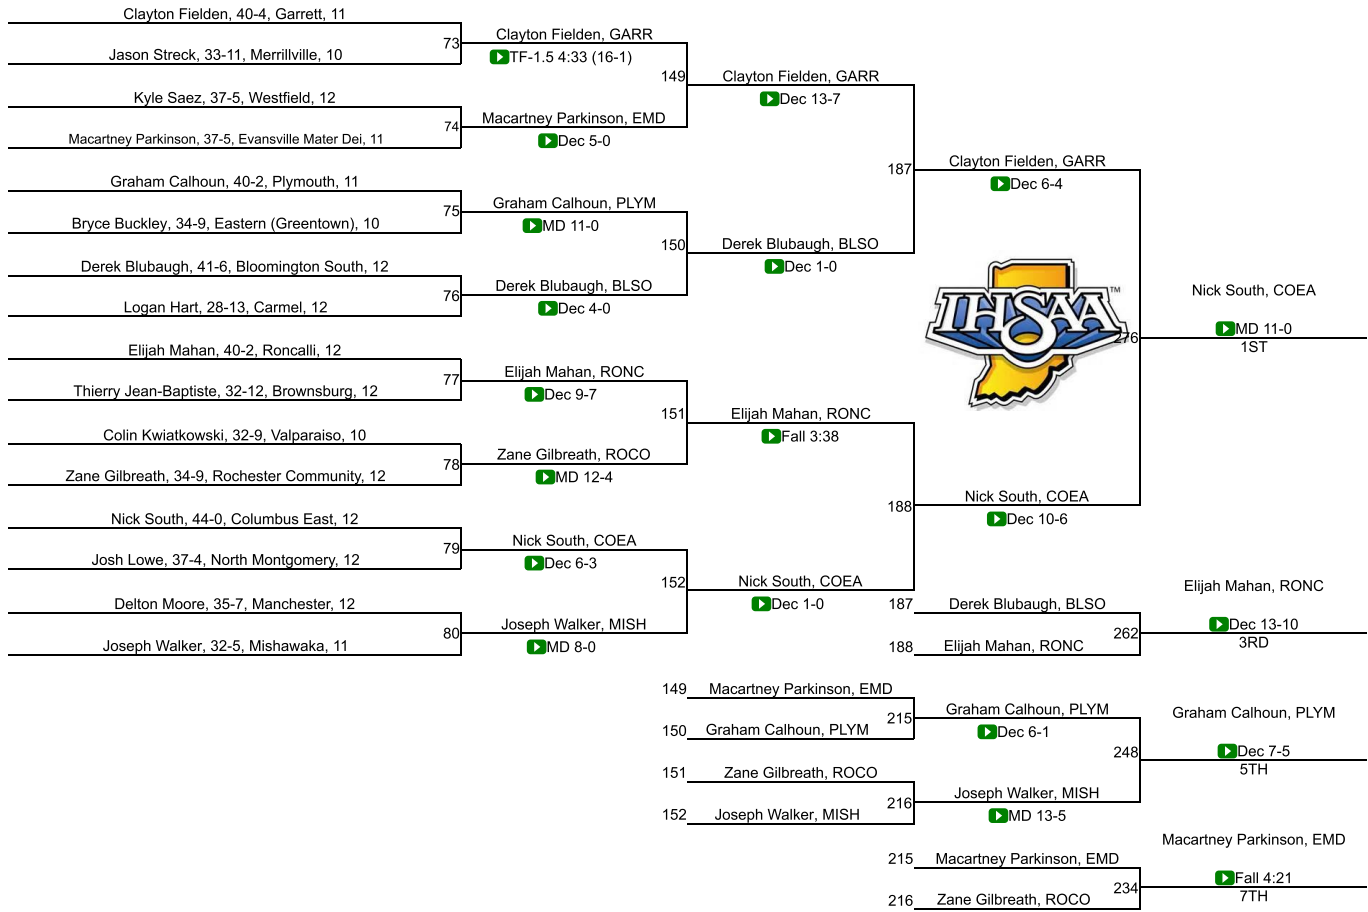 Clayton Fielden, 40-4, Garrett, 11
73
Jason Streck, 33-11, Merrillville, 10
Clayton Fielden, GARR
TF-1.5 4:33 (16-1)
149
Kyle Saez, 37-5, Westfield, 12
74
Macartney Parkinson, 37-5, Evansville Mater Dei, 11
Macartney Parkinson, EMD
Dec 5-0
Clayton Fielden, GARR
Dec 13-7
187
Graham Calhoun, 40-2, Plymouth, 11
75
Bryce Buckley, 34-9, Eastern (Greentown), 10
Graham Calhoun, PLYM
MD 11-0
150
Derek Blubaugh, 41-6, Bloomington South, 12
76
Logan Hart, 28-13, Carmel, 12
Derek Blubaugh, BLSO
Dec 4-0
Derek Blubaugh, BLSO
Dec 1-0
Clayton Fielden, GARR
Dec 6-4
IHSAA™
276
Nick South, COEA
MD 11-0
1ST
Elijah Mahan, 40-2, Roncalli, 12
77
Thierry Jean-Baptiste, 32-12, Brownsburg, 12
Elijah Mahan, RONC
Dec 9-7
151
Colin Kwiatkowski, 32-9, Valparaiso, 10
78
Zane Gilbreath, 34-9, Rochester Community, 12
Zane Gilbreath, ROCO
MD 12-4
Elijah Mahan, RONC
Fall 3:38
188
Nick South, COEA
Dec 10-6
Nick South, 44-0, Columbus East, 12
79
Josh Lowe, 37-4, North Montgomery, 12
Nick South, COEA
Dec 6-3
152
Delton Moore, 35-7, Manchester, 12
80
Joseph Walker, 32-5, Mishawaka, 11
Joseph Walker, MISH
MD 8-0
Nick South, COEA
Dec 1-0
187
Derek Blubaugh, BLSO
262
188
Elijah Mahan, RONC
Elijah Mahan, RONC
Dec 13-10
3RD
149
Macartney Parkinson, EMD
215
150
Graham Calhoun, PLYM
Graham Calhoun, PLYM
Dec 6-1
248
151
Zane Gilbreath, ROCO
216
152
Joseph Walker, MISH
Joseph Walker, MISH
MD 13-5
Graham Calhoun, PLYM
Dec 7-5
5TH
215
Macartney Parkinson, EMD
234
216
Zane Gilbreath, ROCO
Macartney Parkinson, EMD
Fall 4:21
7TH